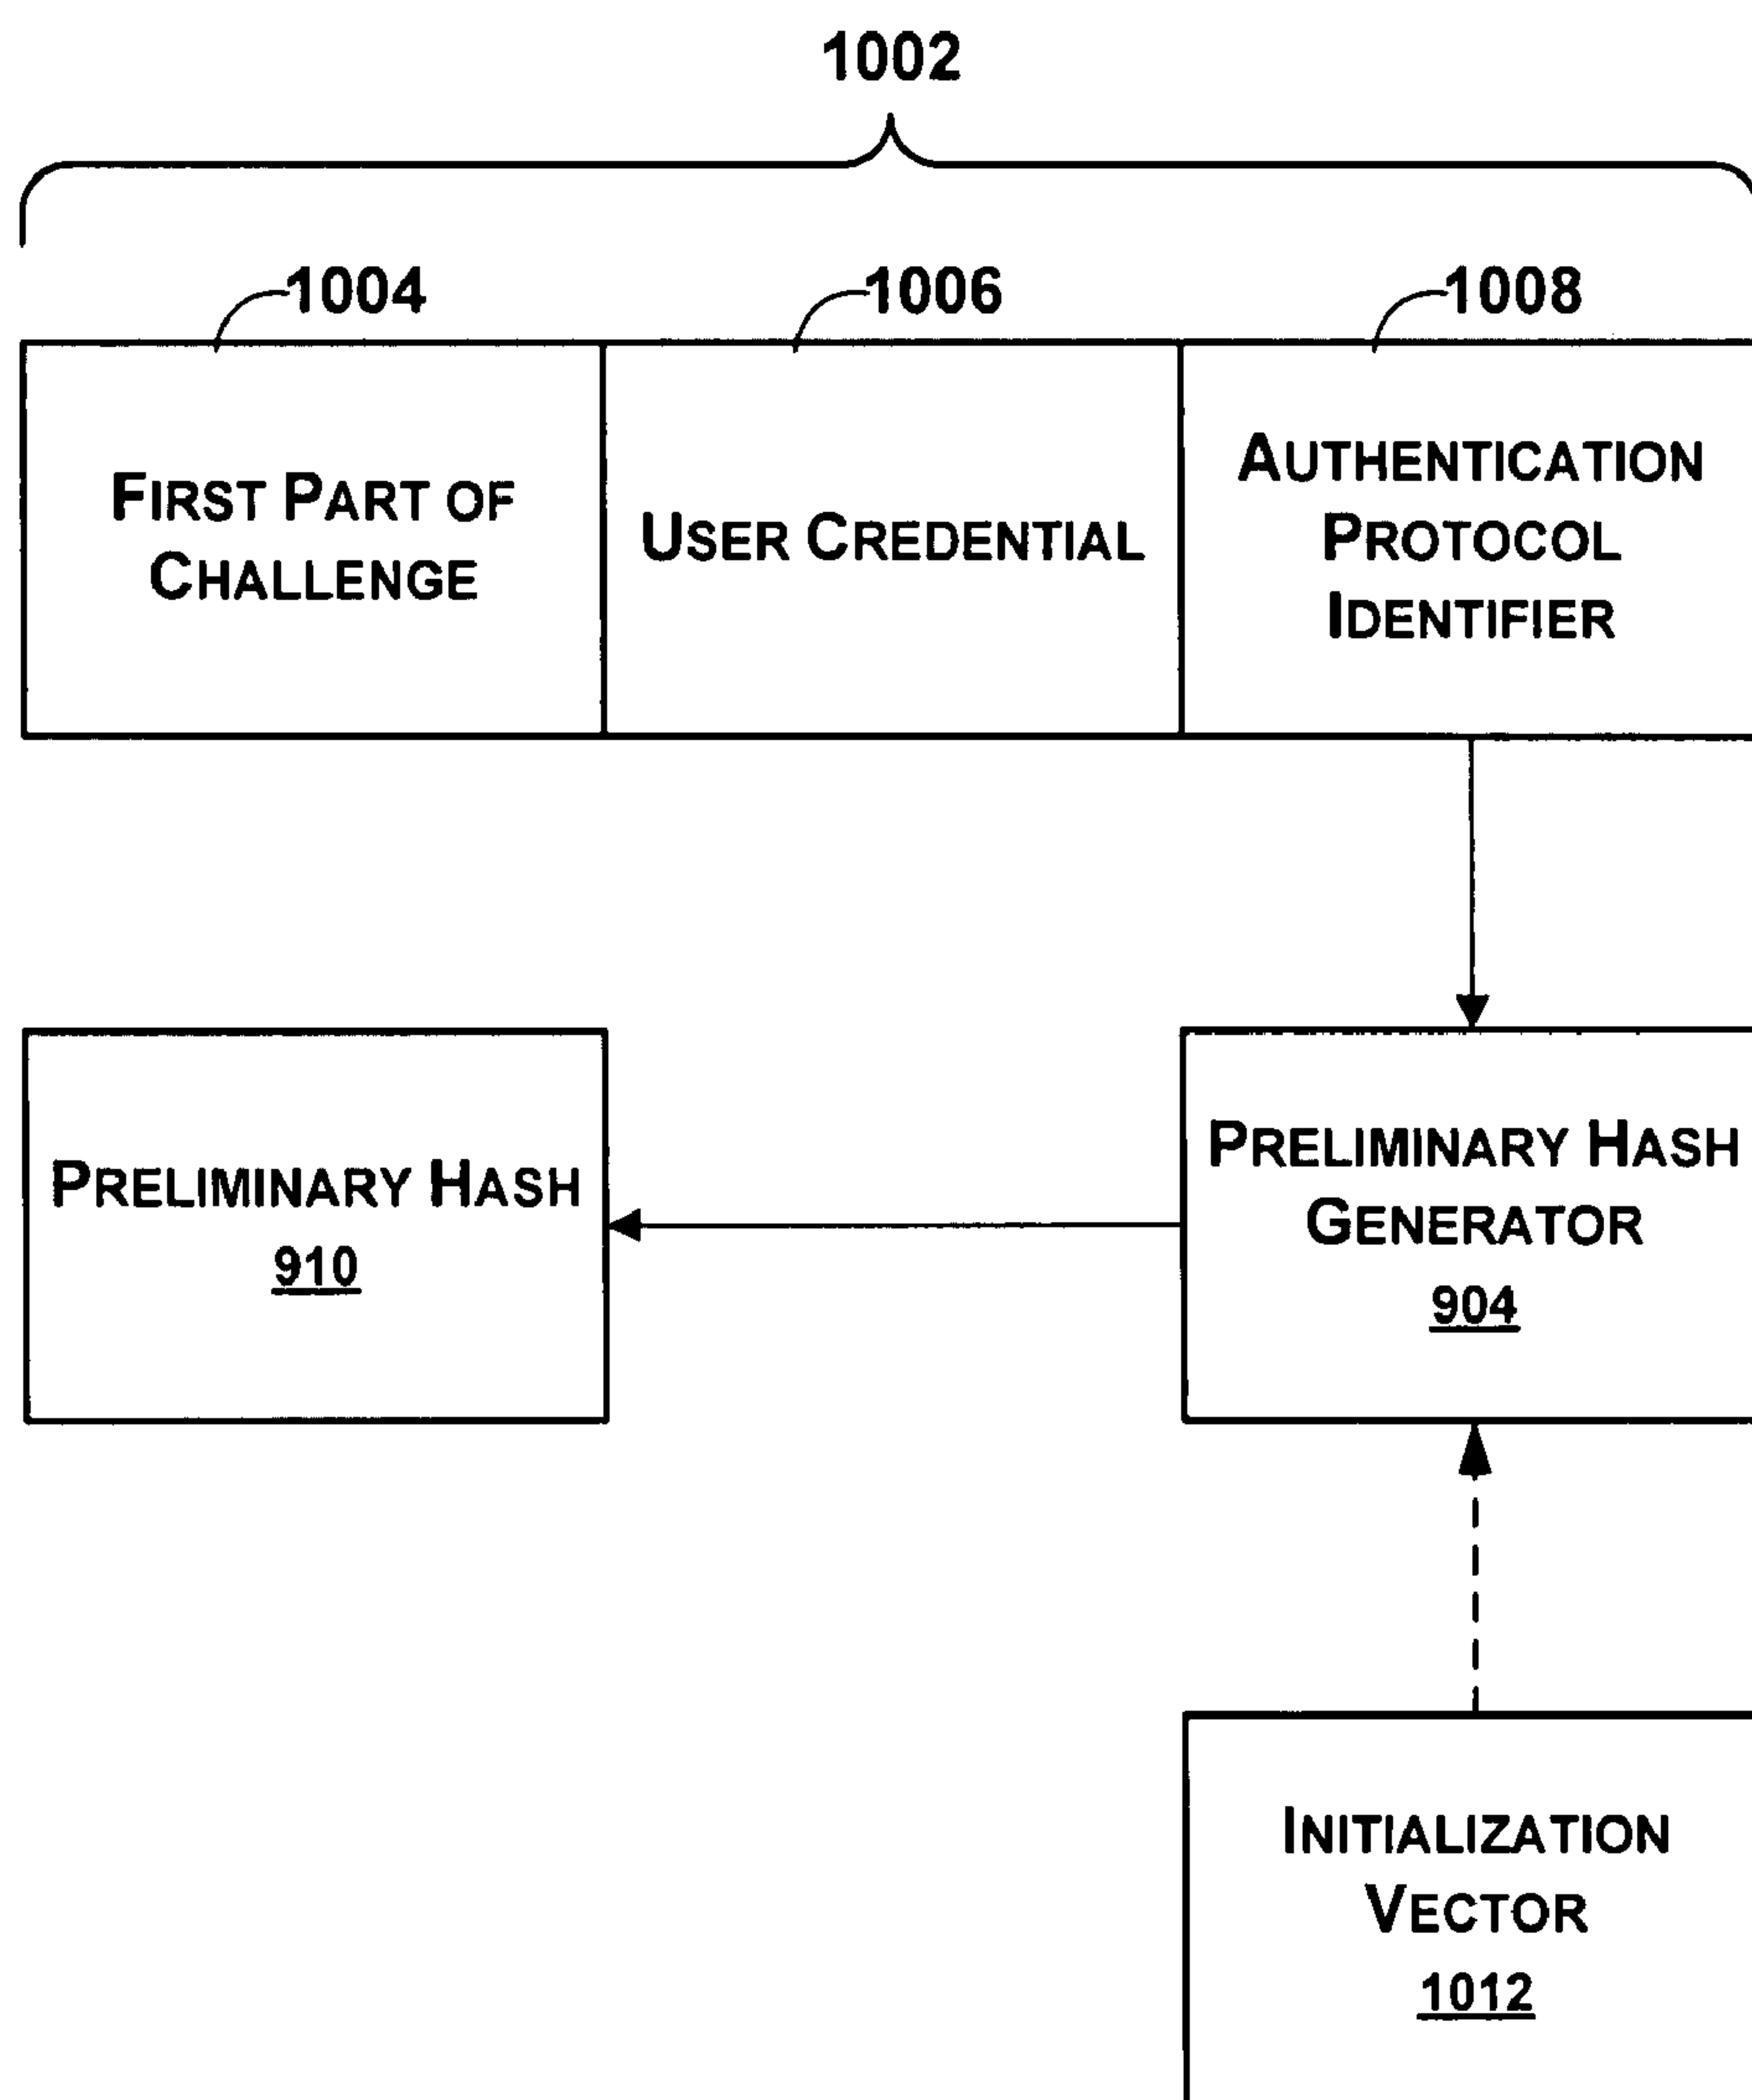 1002
1004
1006
1008
FIRST PART OF
CHALLENGE
USER CREDENTIAL
AUTHENTICATION
PROTOCOL
IDENTIFIER
PRELIMINARY HASH
910
PRELIMINARY HASH
GENERATOR
904
INITIALIZATION
VECTOR
1012